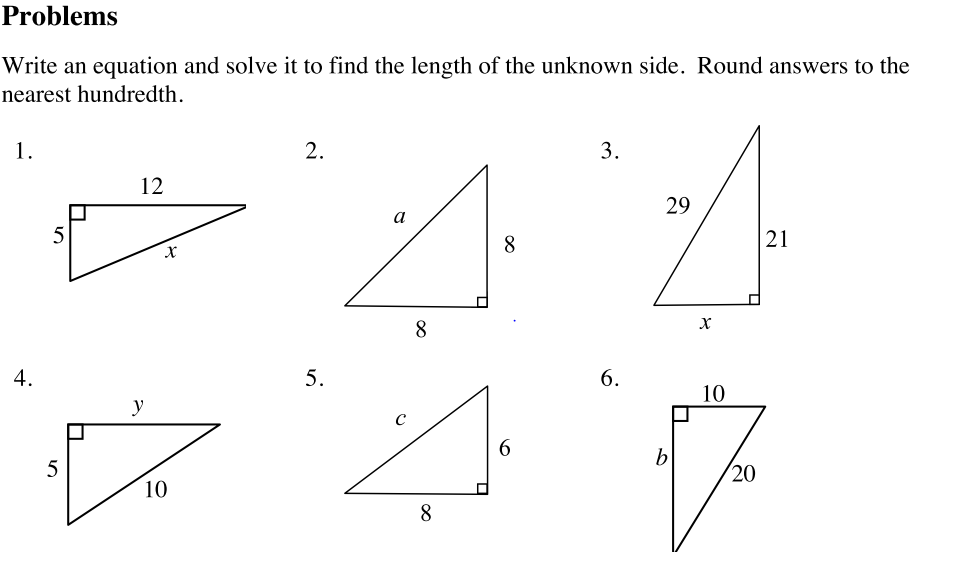 Problems
Write an equation and solve it to find the length of the unknown side. Round answers to the
nearest hundredth.
1.
12
5
x
2.
a
8
8
3.
29
21
x
4.
y
5
10
5.
c
6
8
6.
10
b
20